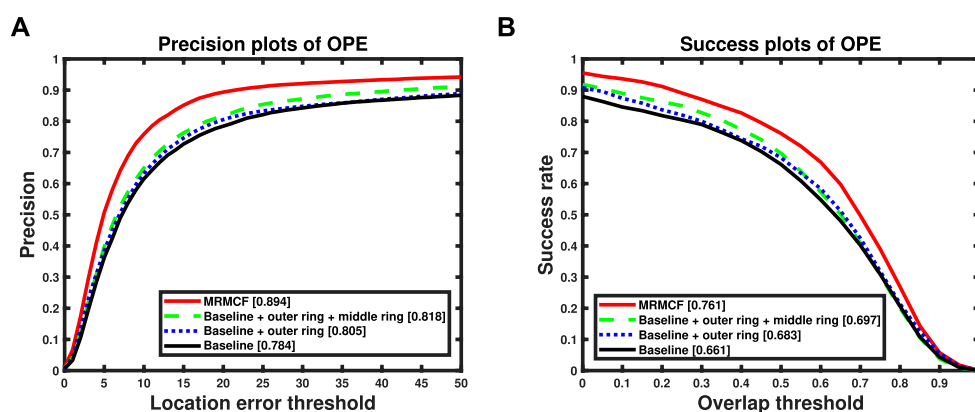 A
Precision plots of OPE
Precision
1
0.9
0.8
0.7
0.6
0.5
0.4
0.3
0.2
0.1
0
MRMCF [0.894]
Baseline + outer ring + middle ring [0.818]
Baseline + outer ring [0.805]
Baseline [0.784]
0 5 10 15 20 25 30 35 40 45 50
Location error threshold
B
Success plots of OPE
Success rate
1
0.9
0.8
0.7
0.6
0.5
0.4
0.3
0.2
0.1
0
MRMCF [0.761]
Baseline + outer ring + middle ring [0.697]
Baseline + outer ring [0.683]
Baseline [0.661]
0 0.1 0.2 0.3 0.4 0.5 0.6 0.7 0.8 0.9
Overlap threshold